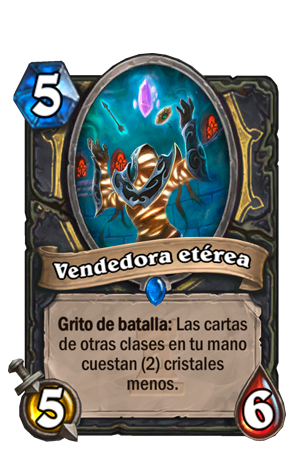 5
Vendedora etérea
Grito de batalla: Las cartas
de otras clases en tu mano
cuestan (2) cristales
menos.
5
6